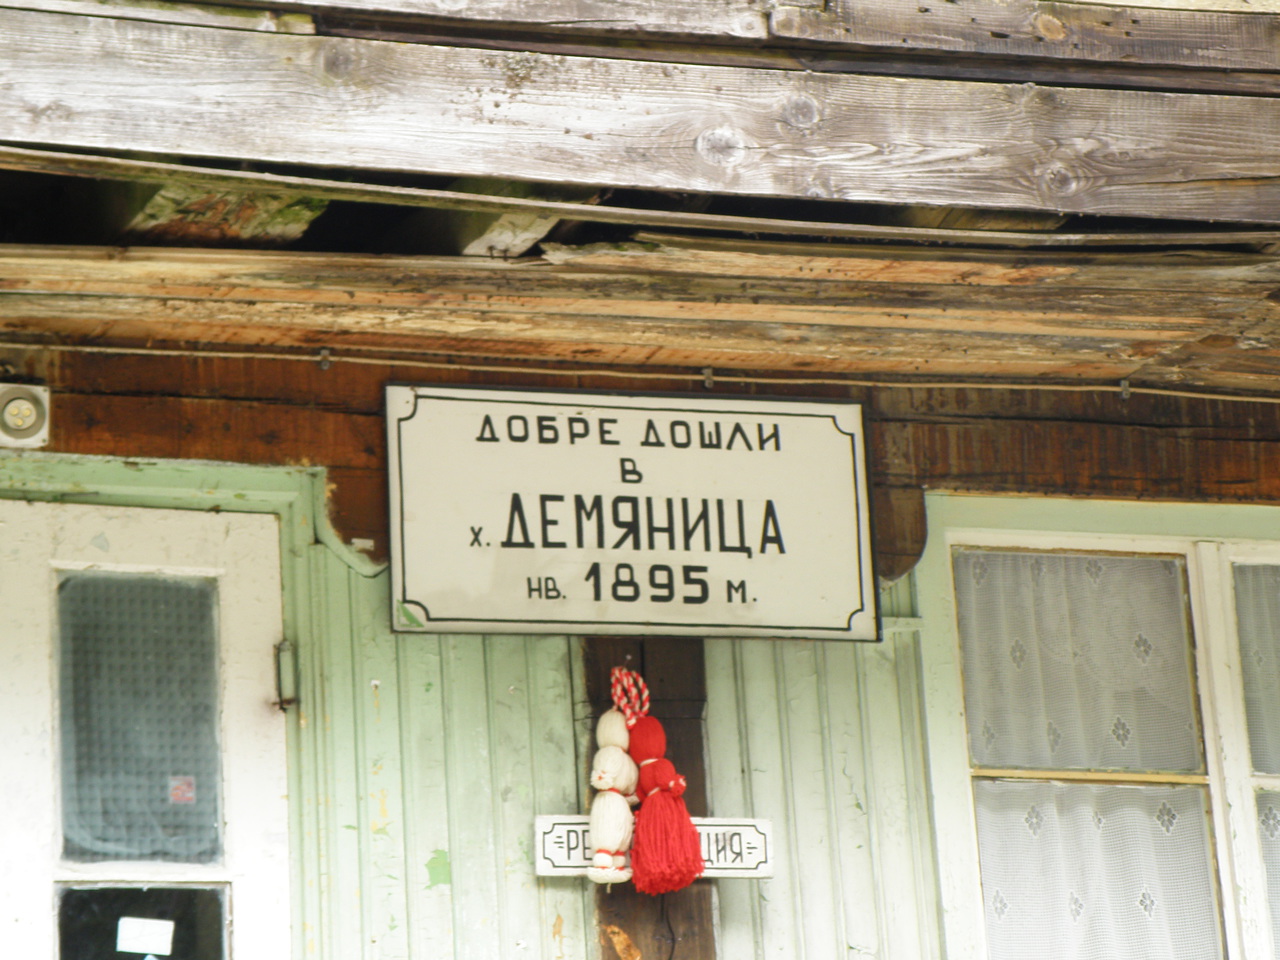 ДОБРЕ ДОШЛИ
В
х. ДЕМЯНИЦА
НВ. 1895 М.